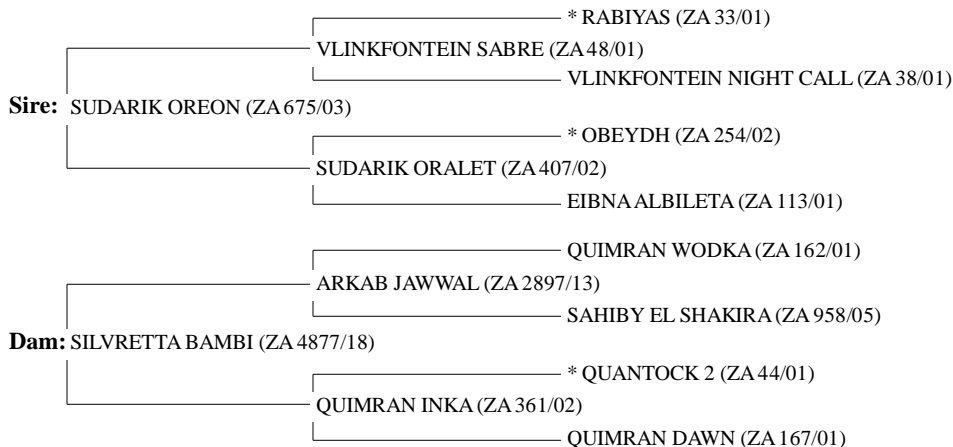 * RABIYAS (ZA 33/01)
VLINKFONTEIN SABRE (ZA 48/01)
VLINKFONTEIN NIGHT CALL (ZA 38/01)
Sire: SUDARIK OREON (ZA 675/03)
* OBEYDH (ZA 254/02)
SUDARIK ORALET (ZA 407/02)
EIBNA ALBILETA (ZA 113/01)
QUIMRAN WODKA (ZA 162/01)
ARKAB JAWWAL (ZA 2897/13)
SAHIBY EL SHAKIRA (ZA 958/05)
Dam: SILVRETTA BAMBI (ZA 4877/18)
* QUANTOCK 2 (ZA 44/01)
QUIMRAN INKA (ZA 361/02)
QUIMRAN DAWN (ZA 167/01)